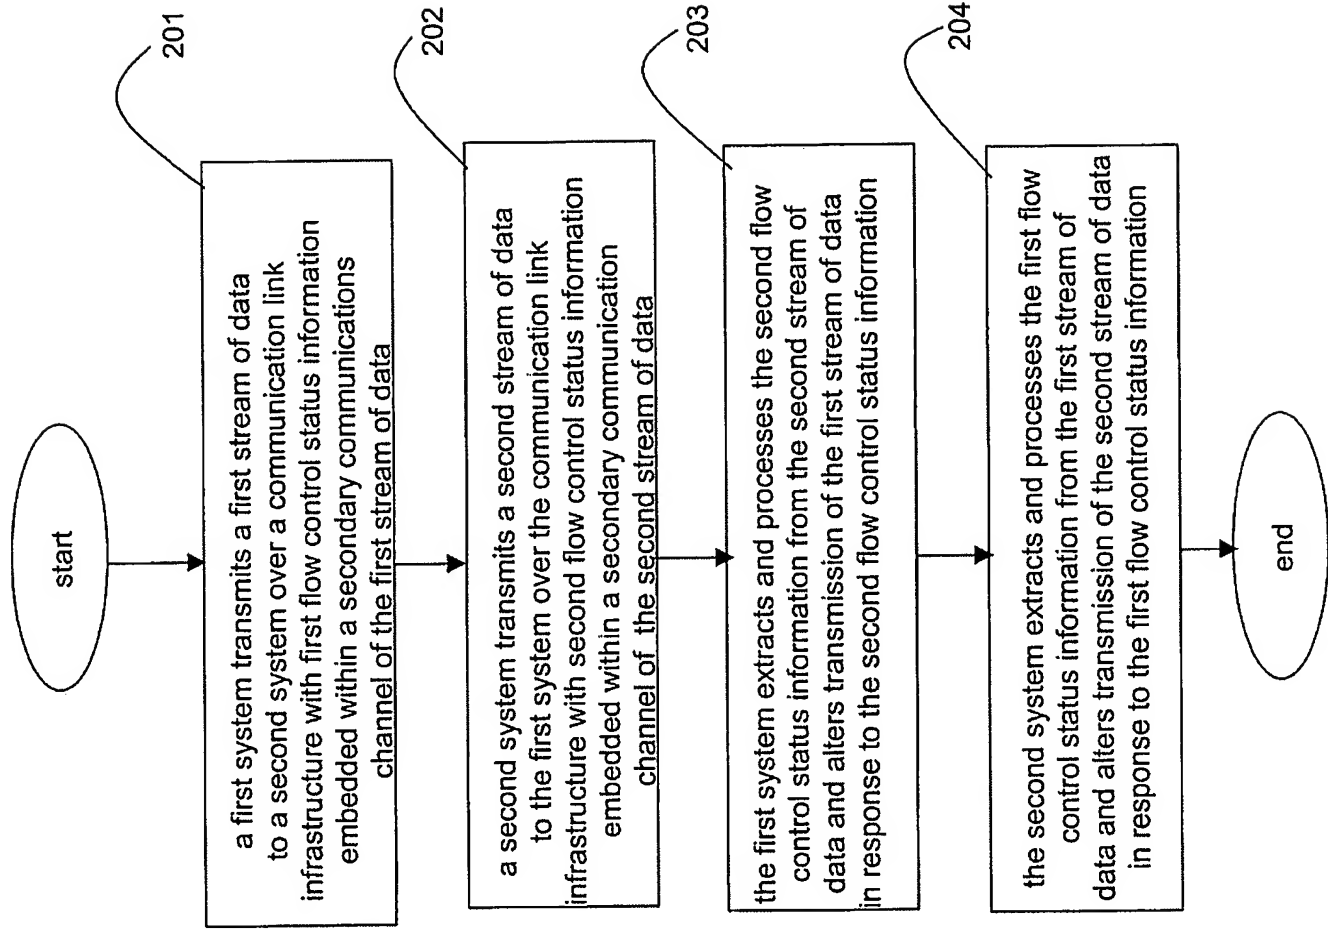 start
201
a first system transmits a first stream of data
to a second system over a communication link
infrastructure with first flow control status information
embedded within a secondary communications
channel of the first stream of data
202
a second system transmits a second stream of data
to the first system over the communication link
infrastructure with second flow control status information
embedded within a secondary communication
channel of the second stream of data
203
the first system extracts and processes the second flow
control status information from the second stream of
data and alters transmission of the first stream of data
in response to the second flow control status information
204
the second system extracts and processes the first flow
control status information from the first stream of
data and alters transmission of the second stream of data
in response to the first flow control status information
end